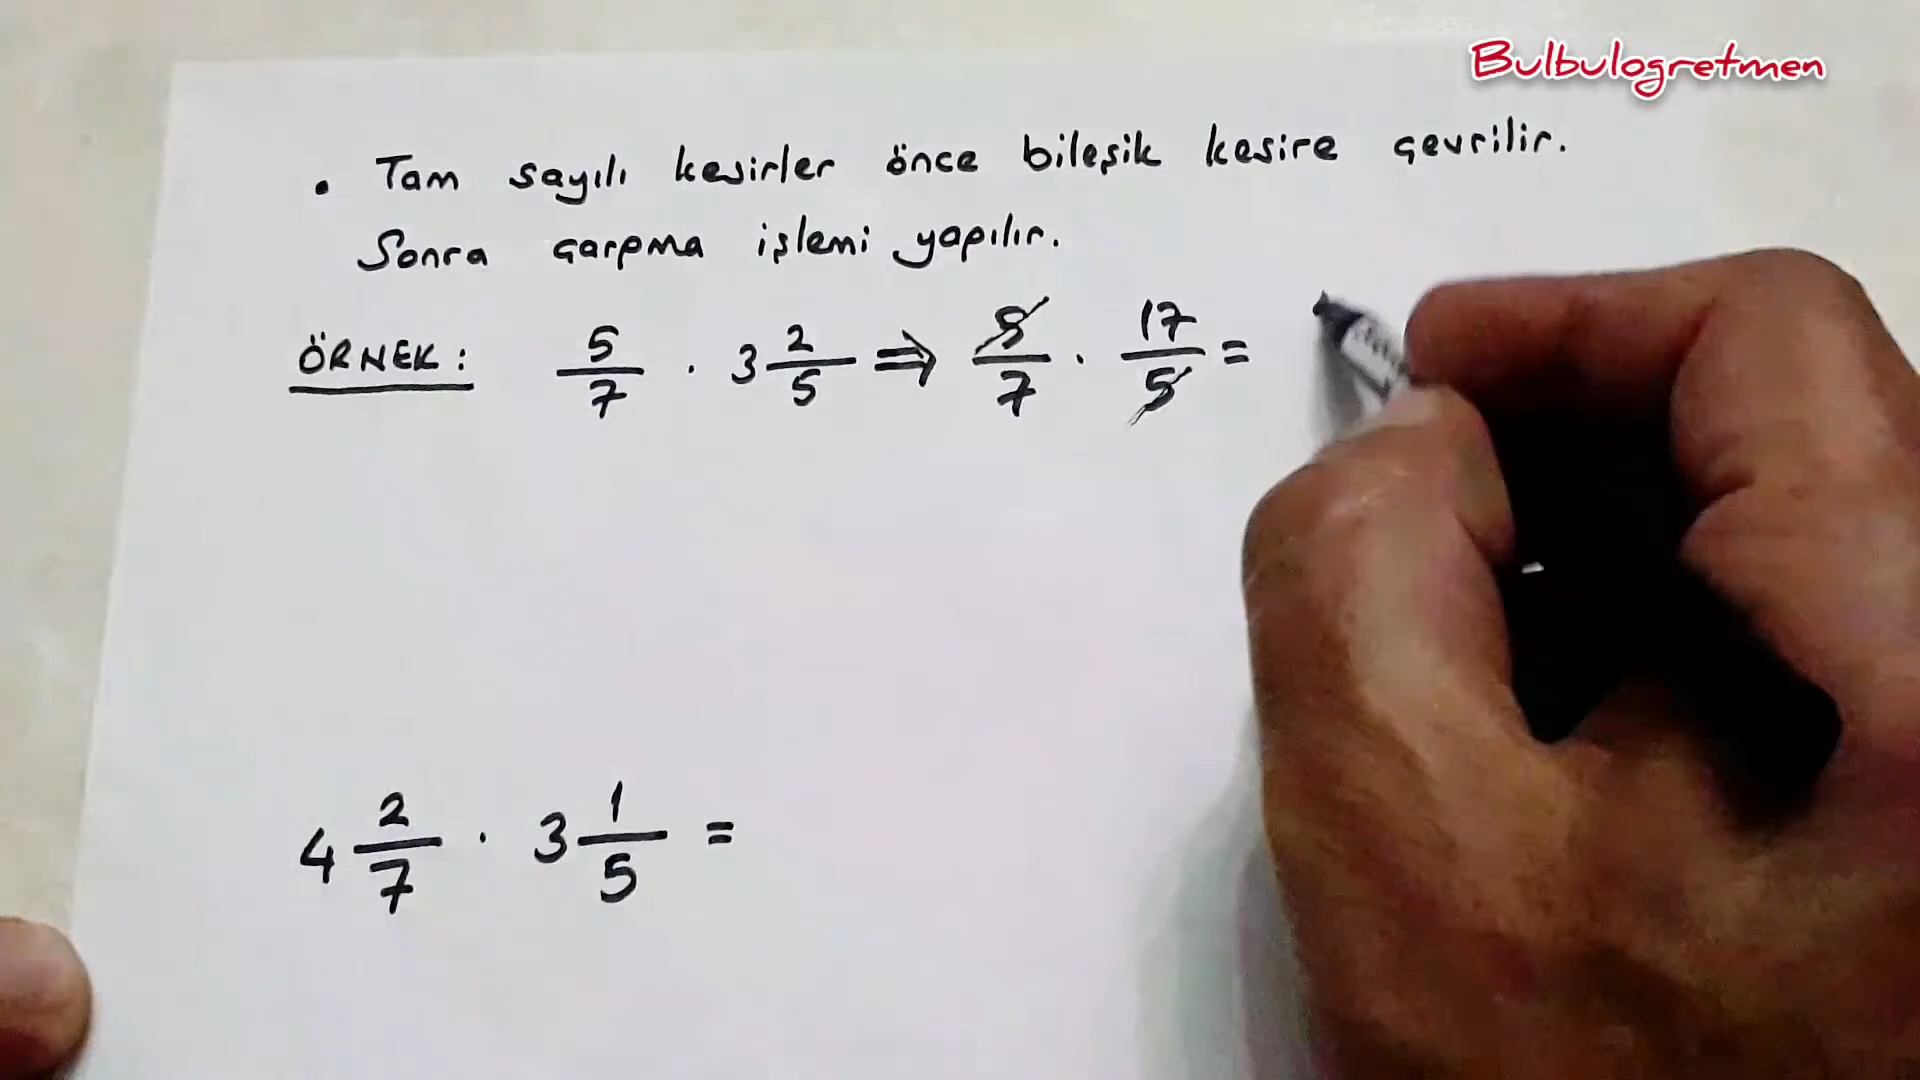 Bulbulogretmen
• Tam sayılı kesirler önce bileşik kesire çevrilir.
Sonra çarpma işlemi yapılır.
ÖRNEK: 5/7 . 3 2/5 ⇒ 5/7 . 17/5 =
4 2/7 . 3 1/5 =